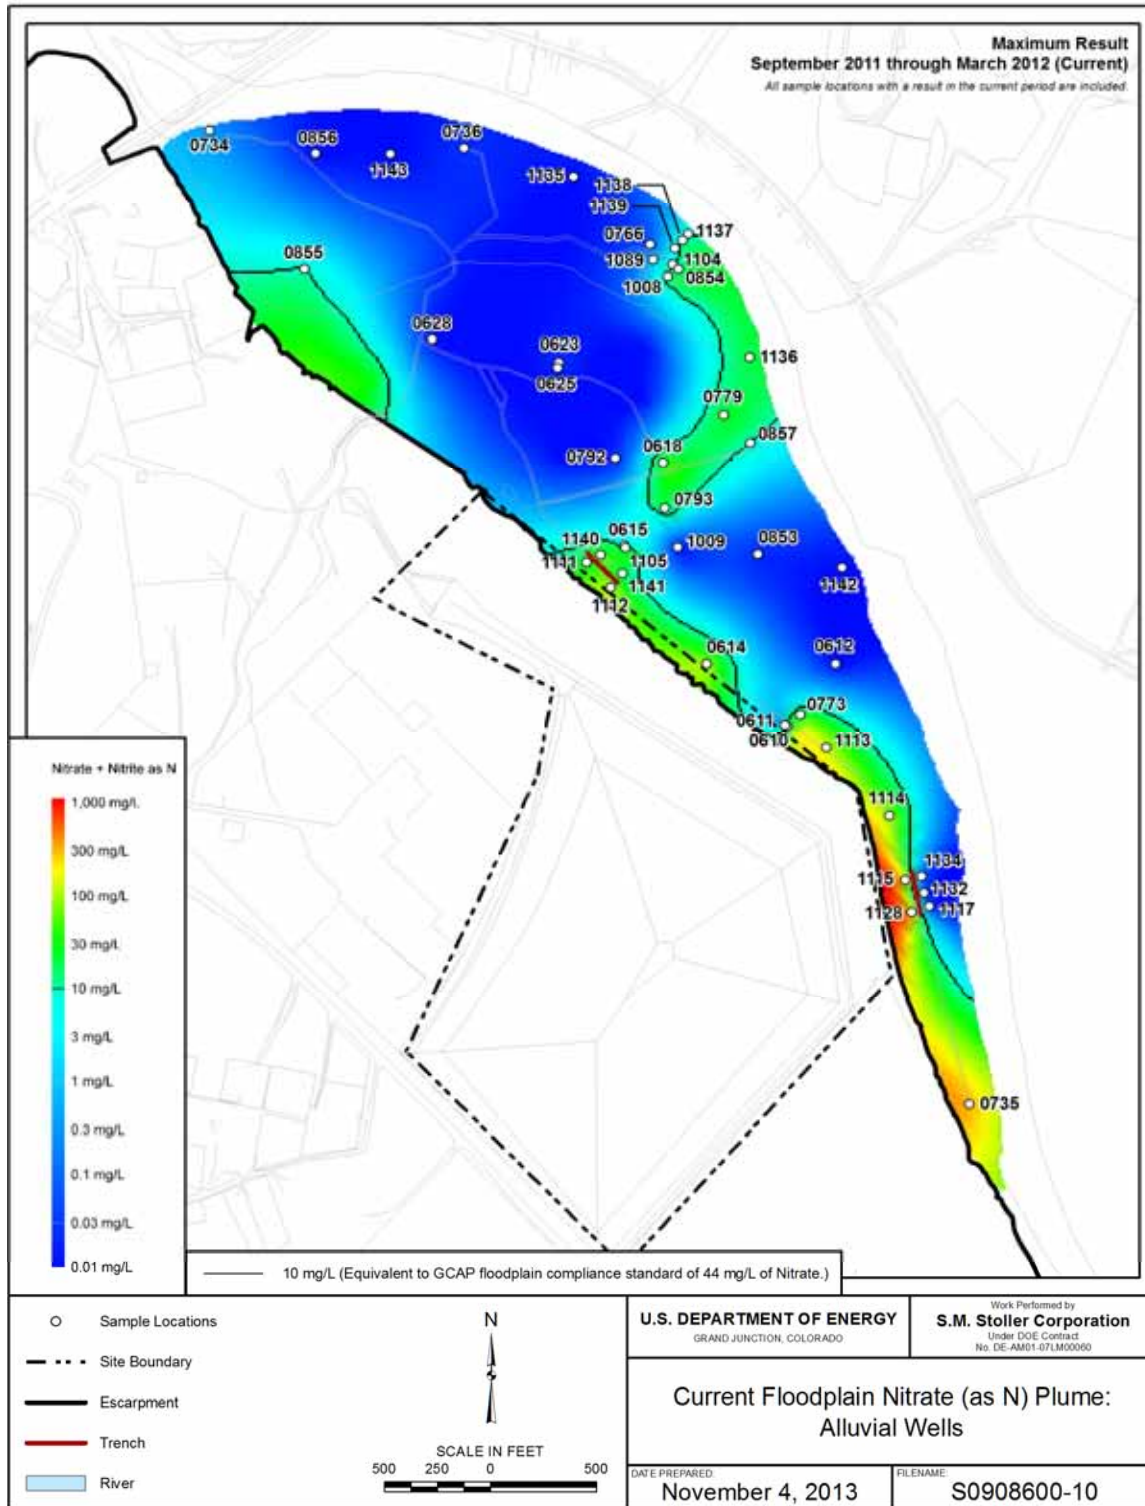 Maximum Result
September 2011 through March 2012 (Current)
All sample locations with a result in the current period are included.
0734
0856
1143
0736
1135
1138
1139
1137
0766
1089
1104
0854
1008
0855
0628
0623
0625
1136
0779
0857
0618
0792
0793
1140
0615
1009
0853
1111
1105
1141
1142
1112
0614
0612
0773
0611
0610
1113
1114
1134
1115
1132
1128
1117
0735
Nitrate + Nitrite as N
1,000 mg/L
300 mg/L
100 mg/L
30 mg/L
10 mg/L
3 mg/L
1 mg/L
0.3 mg/L
0.1 mg/L
0.03 mg/L
0.01 mg/L
10 mg/L (Equivalent to GCAP floodplain compliance standard of 44 mg/L of Nitrate.)
Sample Locations
Site Boundary
Escarpment
Trench
River
N
SCALE IN FEET
500 250 0 500
U.S. DEPARTMENT OF ENERGY
GRAND JUNCTION, COLORADO
Work Performed by
S.M. Stoller Corporation
Under DOE Contract
No. DE-AM01-07LM00060
Current Floodplain Nitrate (as N) Plume:
Alluvial Wells
DATE PREPARED:
November 4, 2013
FILENAME:
S0908600-10